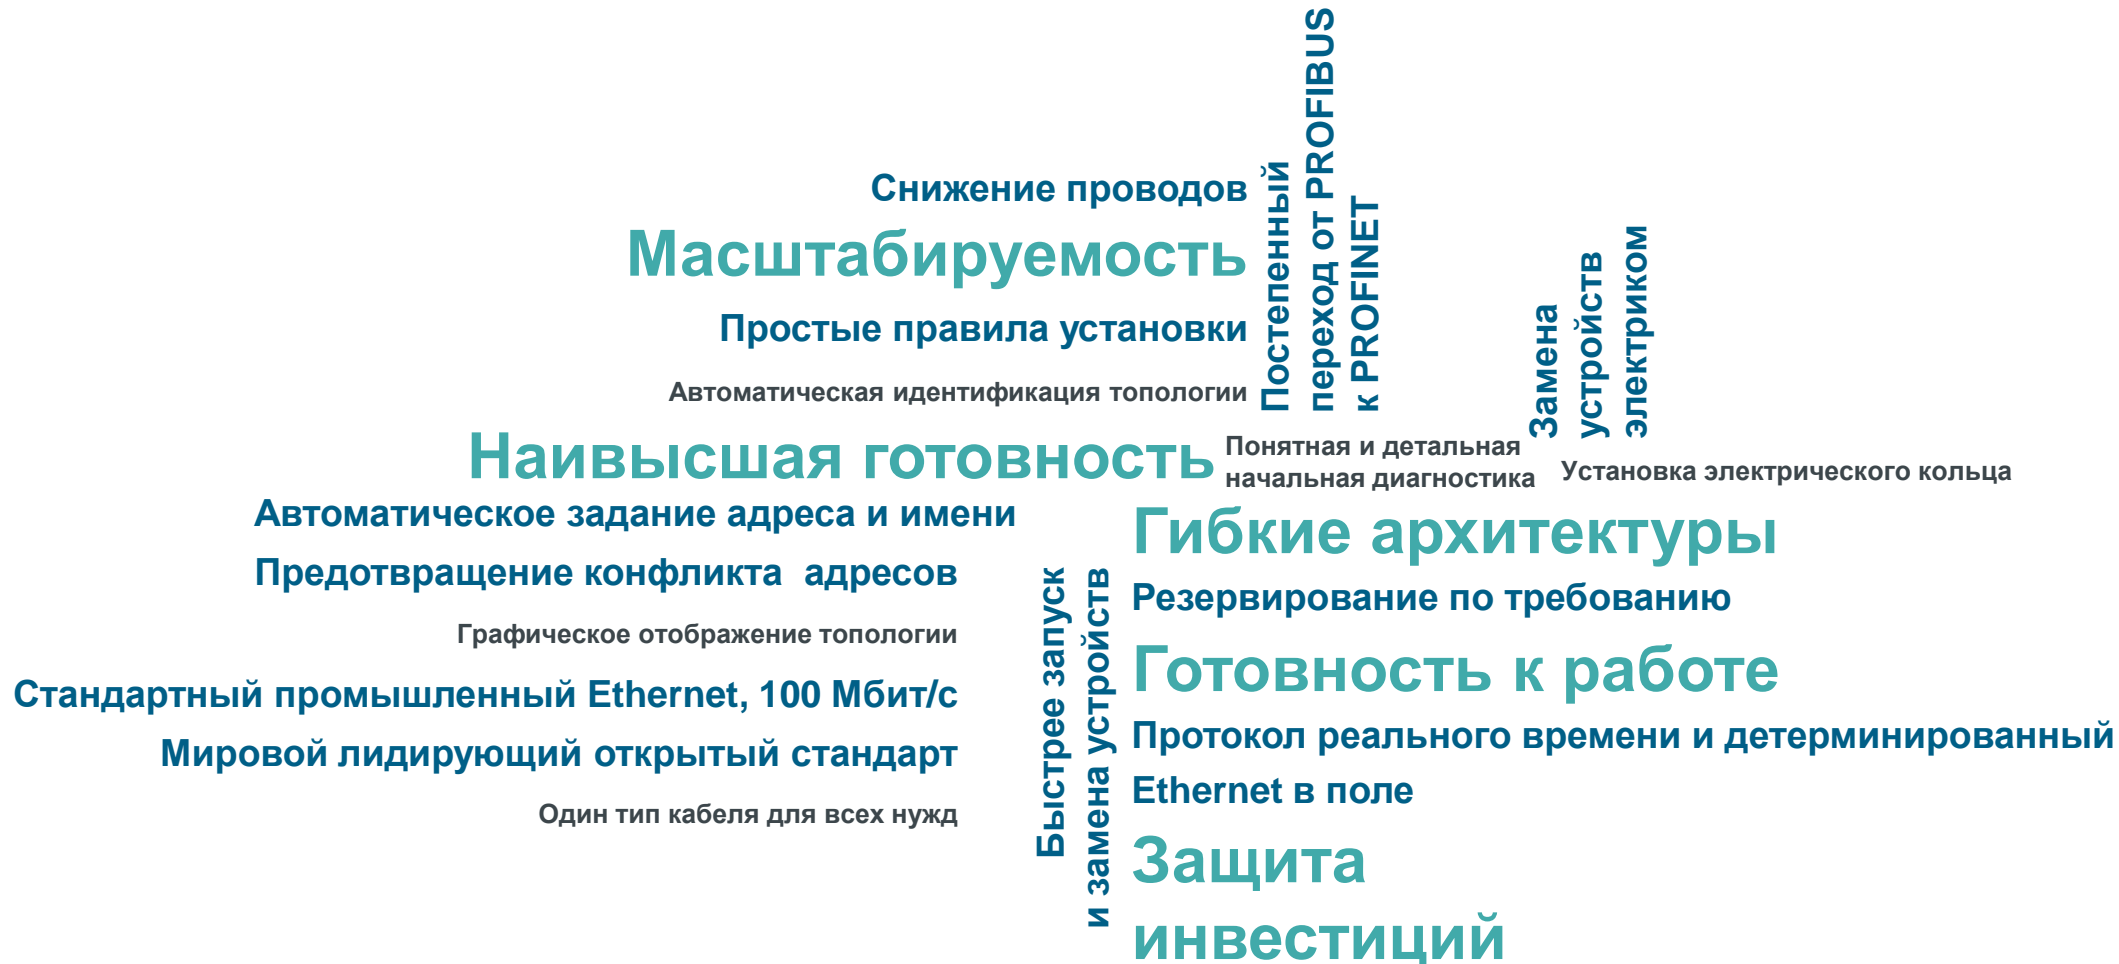 Снижение проводов
Масштабируемость
Простые правила установки
Автоматическая идентификация топологии
Постепенный
переход от PROFIBUS
к PROFINET
Замена
устройств
электриком
Наивысшая готовность
Понятная и детальная
начальная диагностика
Установка электрического кольца
Автоматическое задание адреса и имени
Предотвращение конфликта  адресов
Графическое отображение топологии
Стандартный промышленный Ethernet, 100 Мбит/с
Мировой лидирующий открытый стандарт
Один тип кабеля для всех нужд
Быстрее запуск
и замена устройств
Гибкие архитектуры
Резервирование по требованию
Готовность к работе
Протокол реального времени и детерминированный
Ethernet в поле
Защита
инвестиций